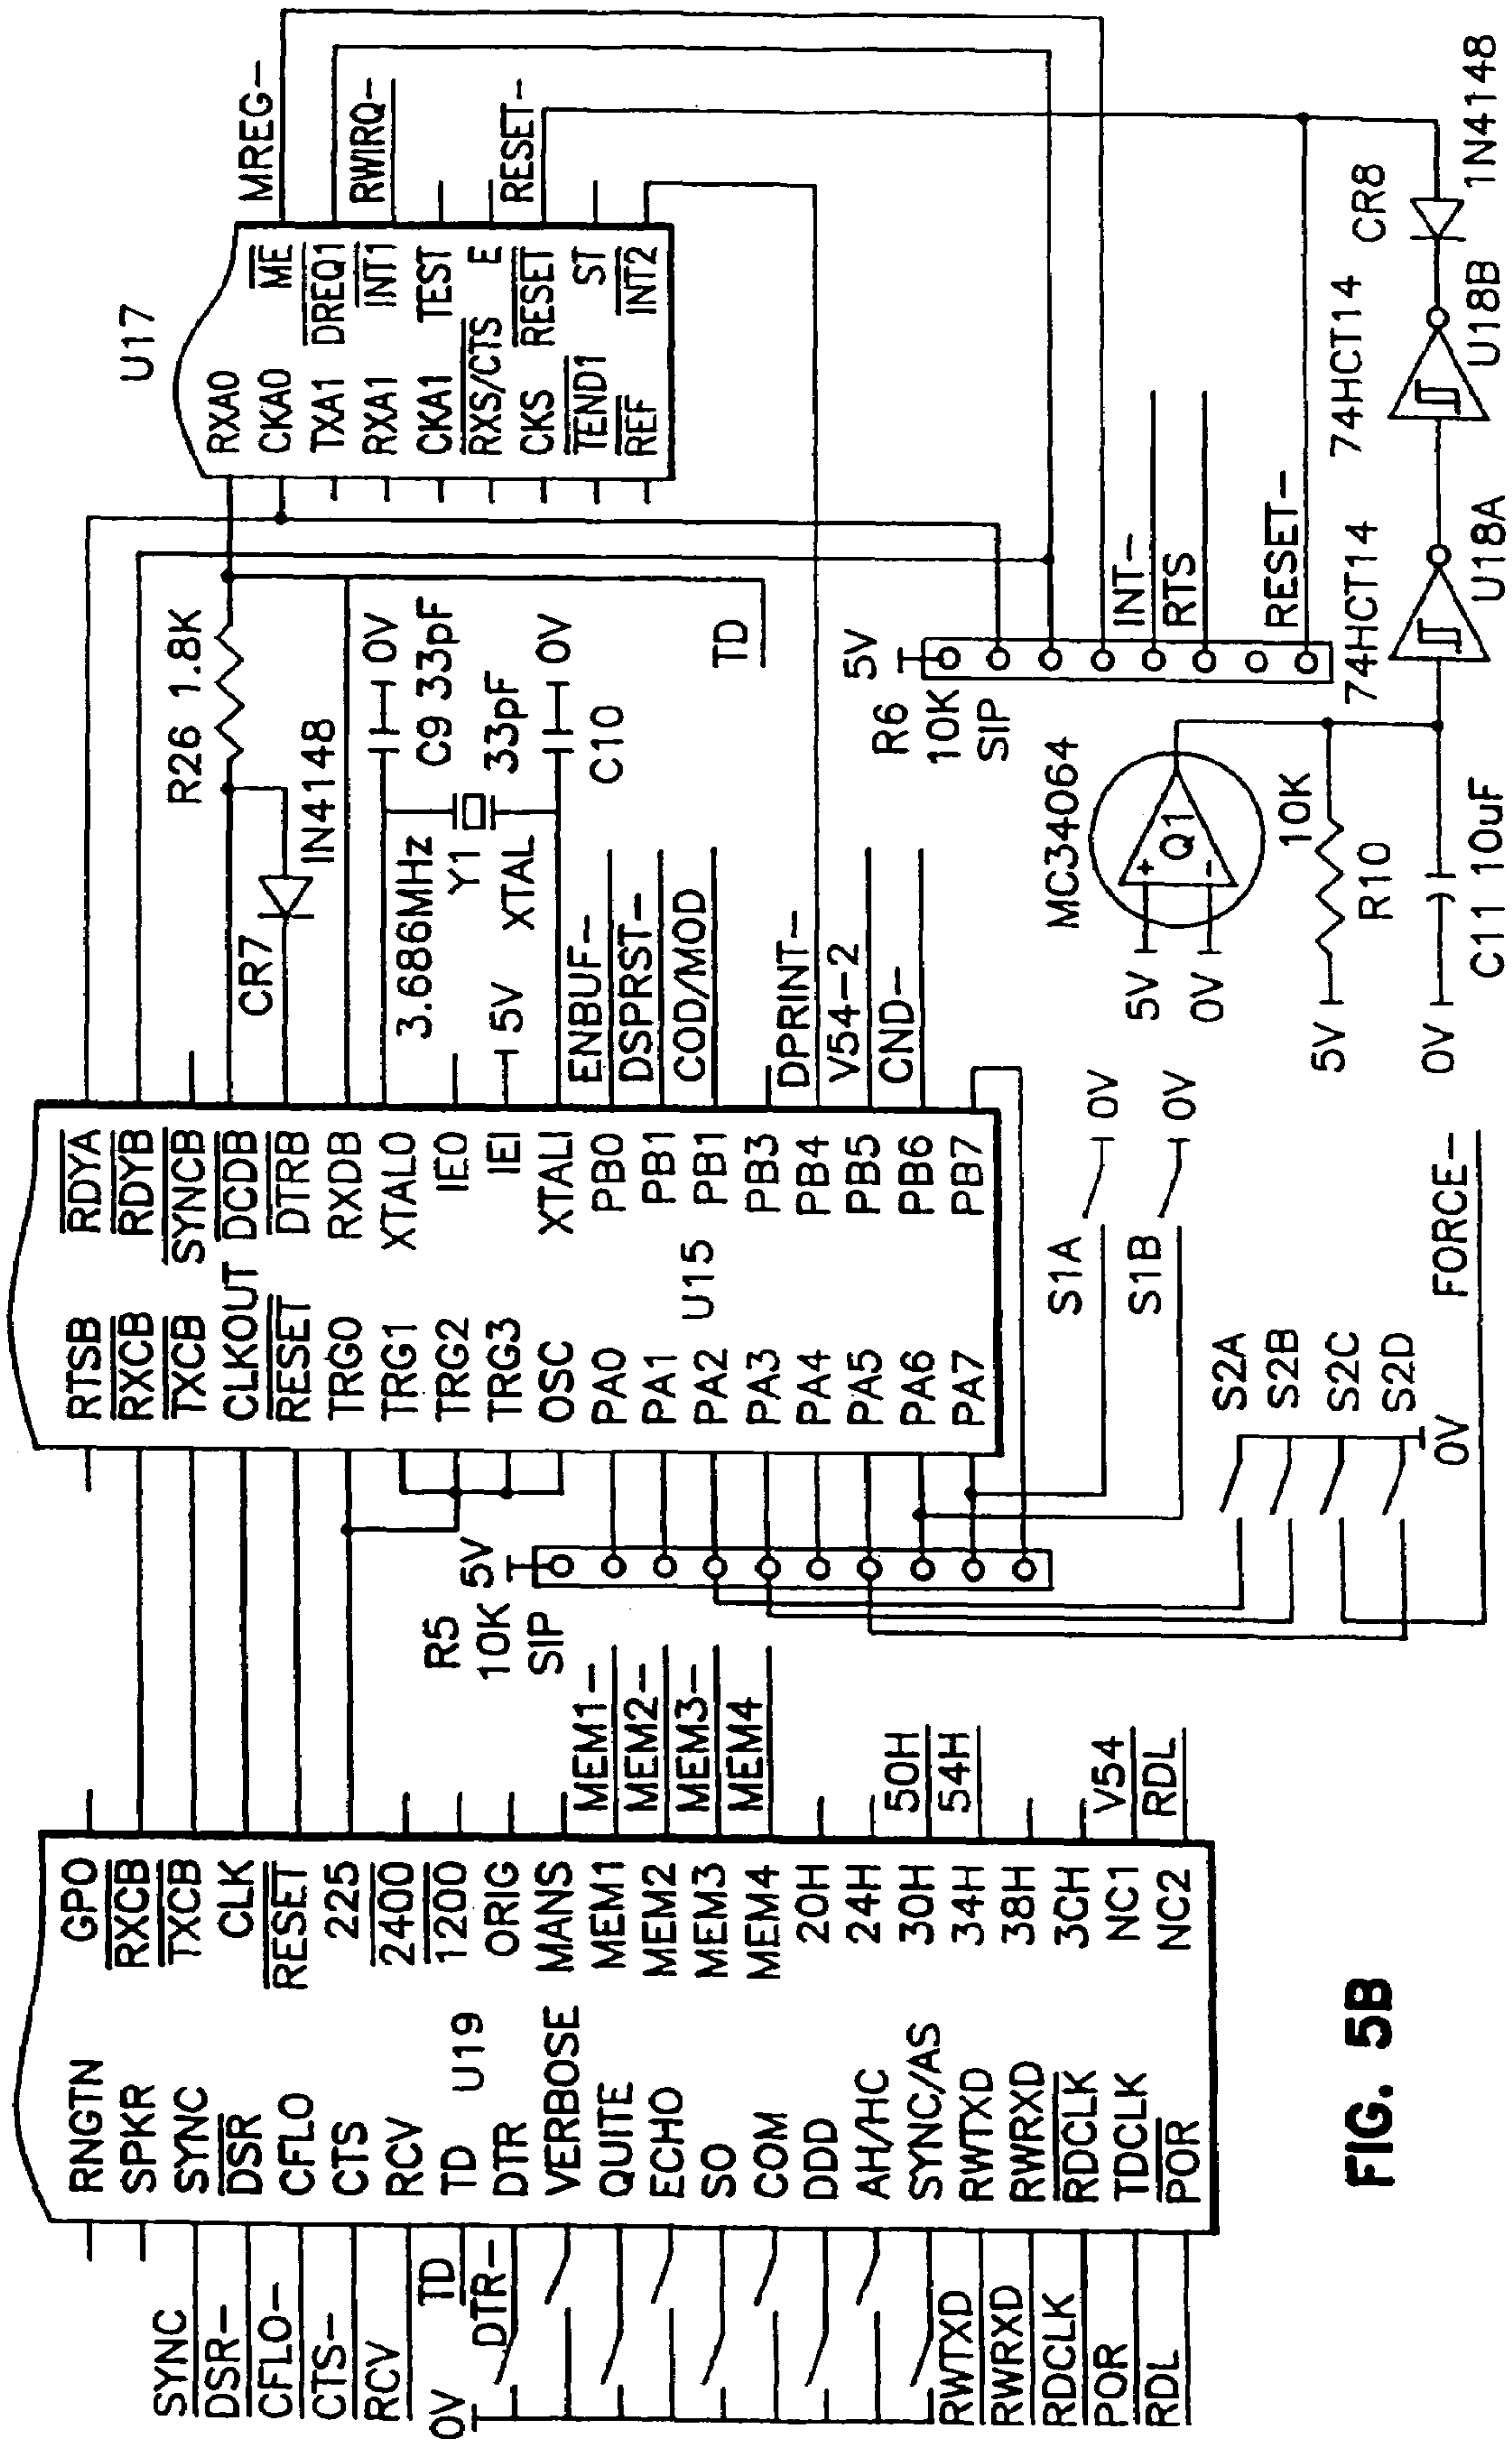 SYNC
DSR-
CFLO-
CTS-
RCV
TD
DTR-
0V
RWTXD
RWRXD
RDCLK
POR
RDL
RNGTN
SPKR
SYNC
DSR
CFLO
CTS
RCV
TD
DTR
VERBOSE
QUITE
ECHO
SO
COM
DDD
AH/HC
SYNC/AS
RWTXD
RWRXD
RDCLK
TDCLK
POR
U19
GPO
RXCB
TXCB
CLK
RESET
225
2400
1200
ORIG
MANS
MEM1
MEM2
MEM3
MEM4
20H
24H
30H
34H
38H
3CH
NC1
NC2
MEM1-
MEM2-
MEM3-
MEM4
50H
54H
V54
RDL
R5
10K
SIP
5V
RTSB
RXCB
TXCB
CLKOUT
RESET
TRG0
TRG1
TRG2
TRG3
OSC
PA0
PA1
PA2
PA3
PA4
PA5
PA6
PA7
U15
RDYA
RDYB
SYNCB
DCDB
DTRB
RXDB
XTALO
IEO
IEI
XTALI
PB0
PB1
PB1
PB3
PB4
PB5
PB6
PB7
S2A
S2B
S2C
S2D
0V
FORCE-
S1A
0V
S1B
0V
CR7
1N4148
R26 1.8K
3.686MHz
Y1
XTAL
5V
C9 33pF
0V
33pF
C10
0V
ENBUF-
DSPRST-
COD/MOD
DPRINT-
V54-2
CND-
TD
R6
10K
SIP
5V
INT-
RTS
RESET-
U17
RXA0
CKA0
TXA1
RXA1
CKA1
RXS/CTS
CKS
TEND1
REF
ME
DREQ1
INT1
TEST
E
RESET
ST
INT2
MREG-
RWIRQ-
RESET-
MC34064
Q1
+
-
5V
0V
5V
10K
R10
0V
C11 10uF
74HCT14
U18A
74HCT14
U18B
CR8
1N4148
FIG. 5B